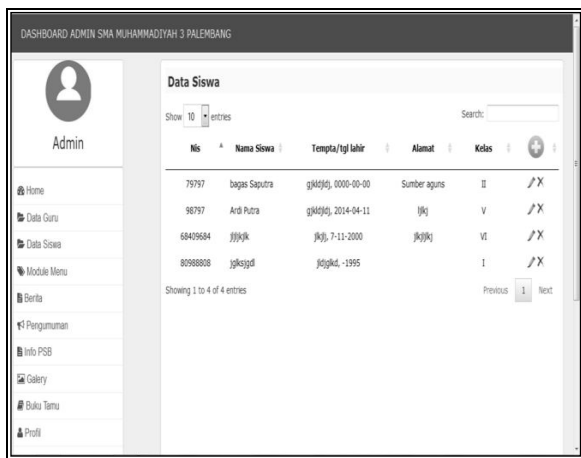 DASHBOARD ADMIN SMA MUHAMMADIYAH 3 PALEMBANG
Admin
Home
Data Guru
Data Siswa
Module Menu
Berita
Pengumuman
Info PSB
Galery
Buku Tamu
Profil
Data Siswa
Show 10 entries Search:
Nis Nama Siswa Tempta/tgl lahir Alamat Kelas
79797 bagas Saputra gjkldjldj, 0000-00-00 Sumber aguns II
98797 Ardi Putra gjkldjldj, 2014-04-11 V
68409684 7-11-2000 VI
80988808 -1995 I
Showing 1 to 4 of 4 entries Previous 1 Next